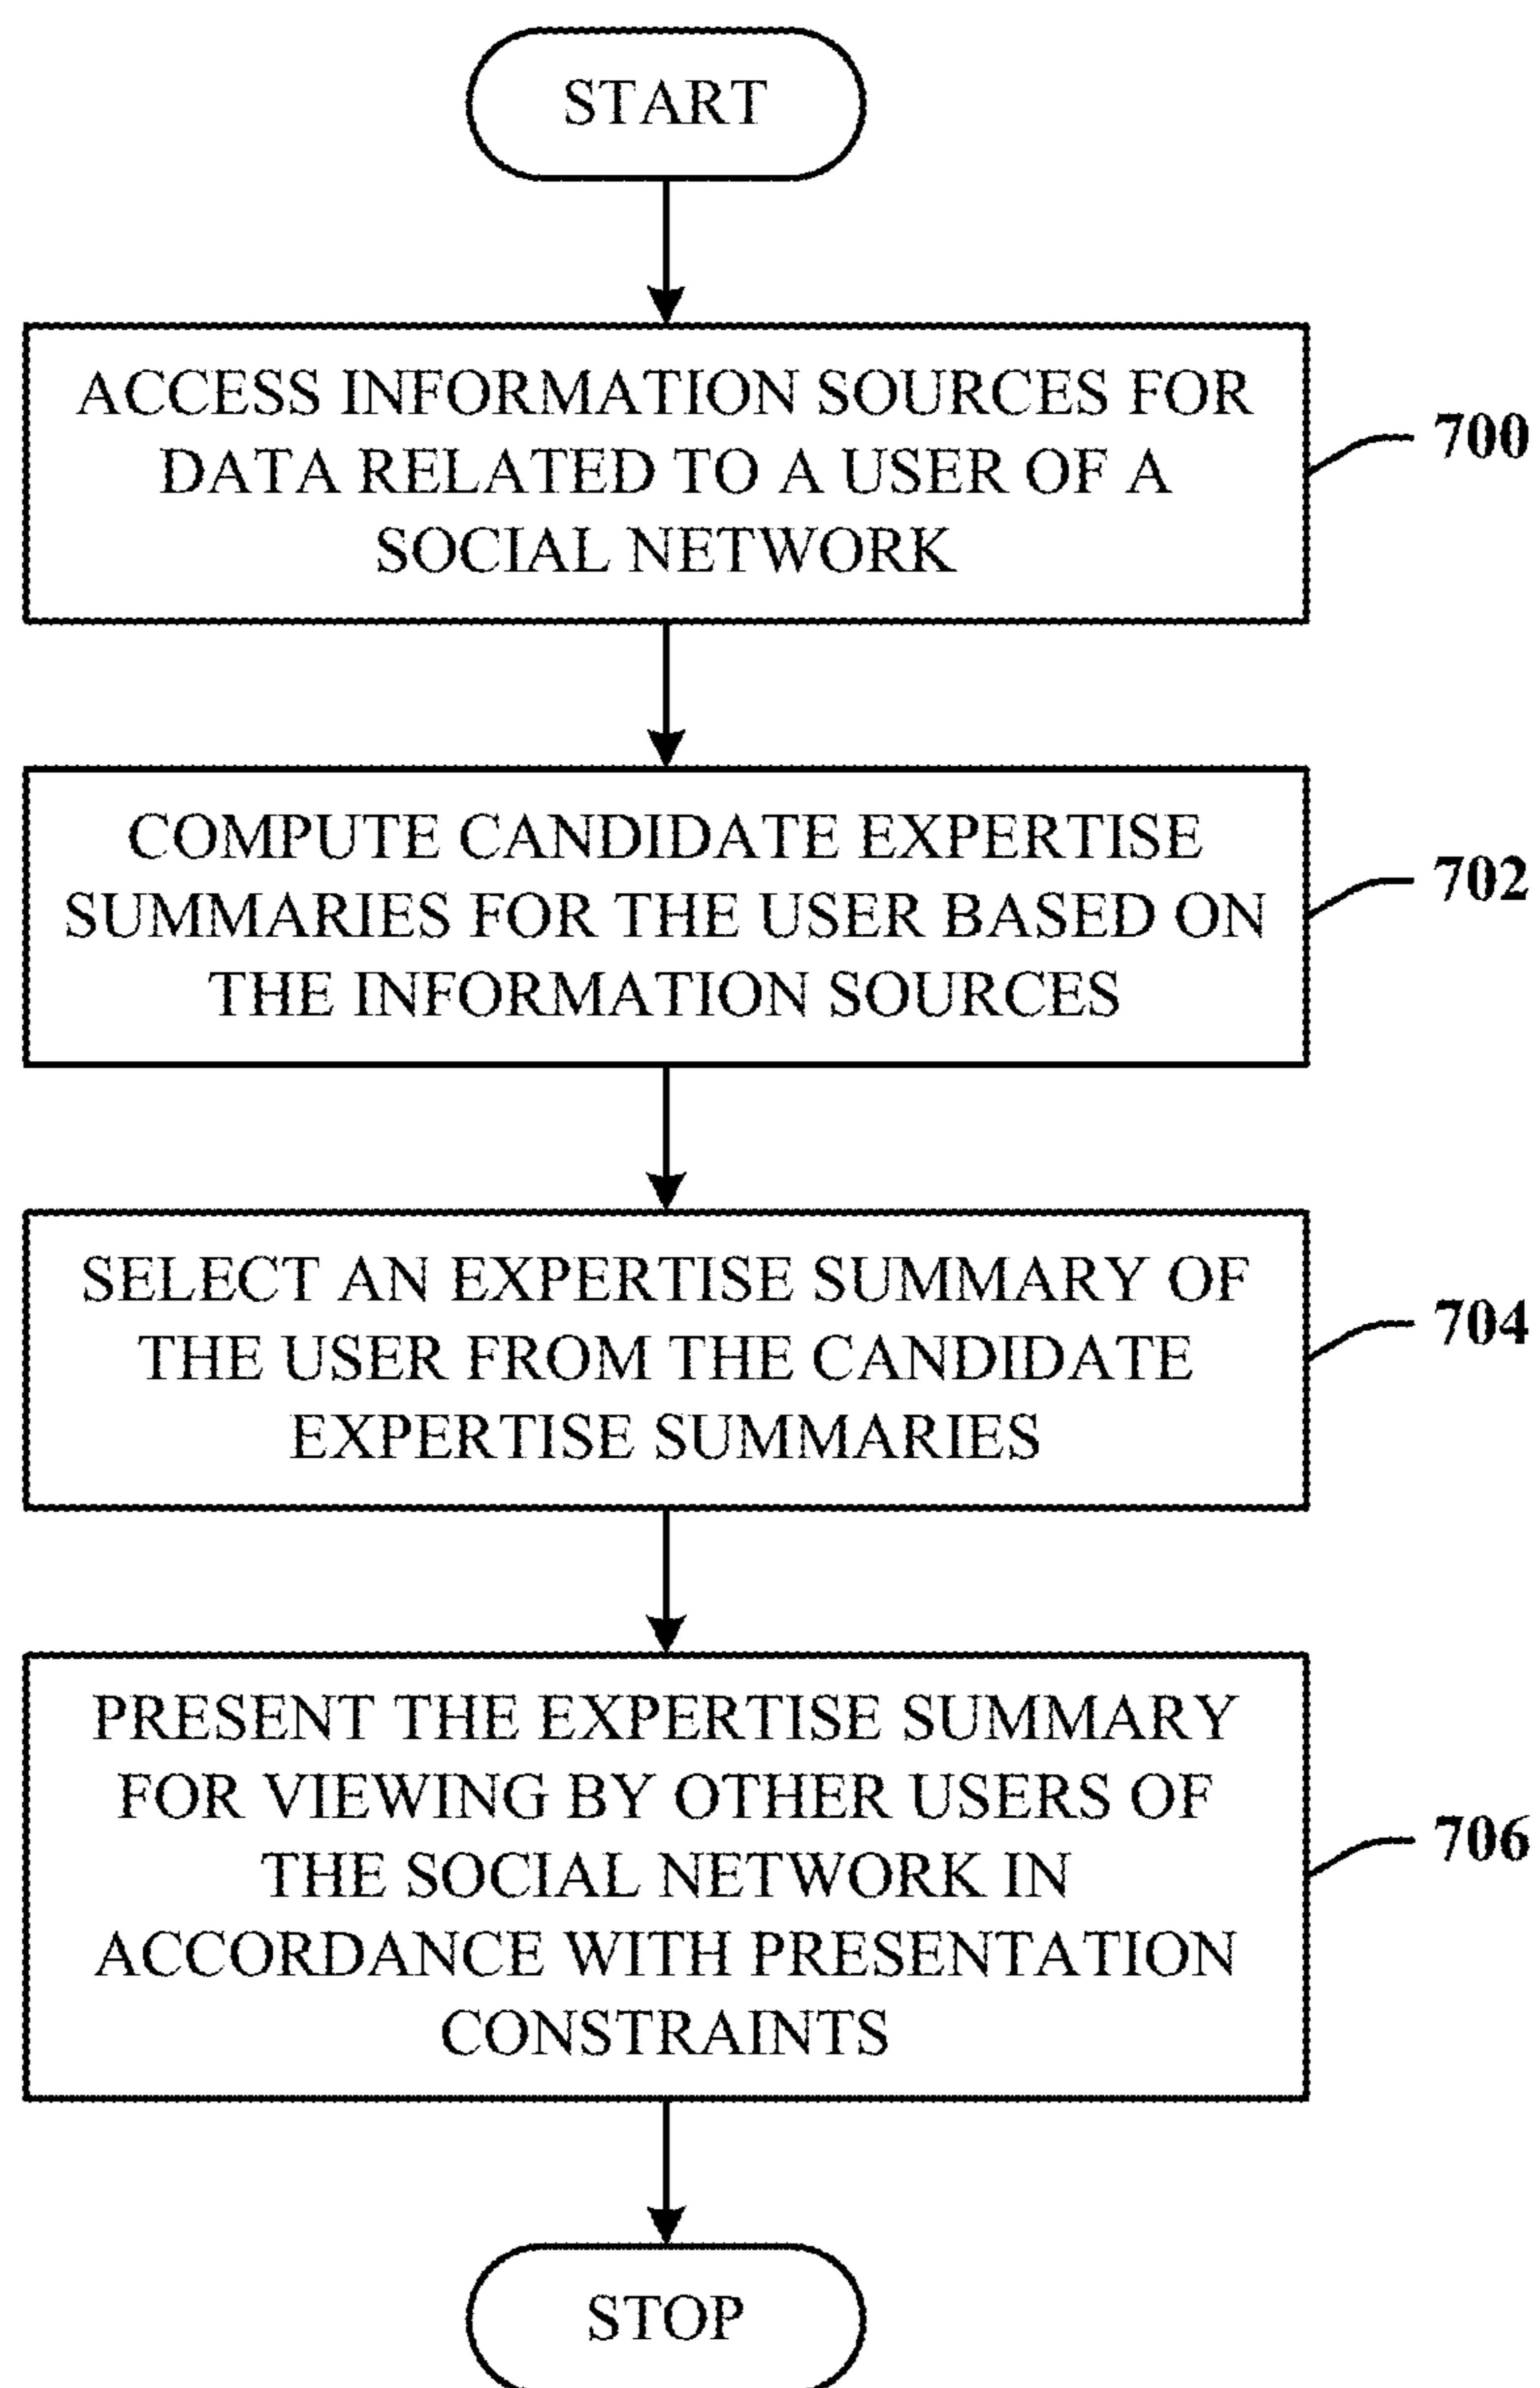 START
ACCESS INFORMATION SOURCES FOR
DATA RELATED TO A USER OF A
SOCIAL NETWORK
700
COMPUTE CANDIDATE EXPERTISE
SUMMARIES FOR THE USER BASED ON
THE INFORMATION SOURCES
702
SELECT AN EXPERTISE SUMMARY OF
THE USER FROM THE CANDIDATE
EXPERTISE SUMMARIES
704
PRESENT THE EXPERTISE SUMMARY
FOR VIEWING BY OTHER USERS OF
THE SOCIAL NETWORK IN
ACCORDANCE WITH PRESENTATION
CONSTRAINTS
706
STOP